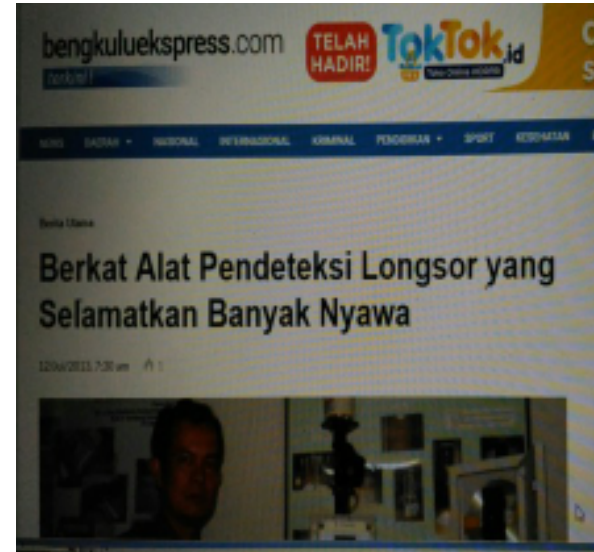 bengkuluekspress.com
TELAH HADIR!
TokTok.id
NEWS DAERAH NASIONAL INTERNASIONAL KRIMINAL PENDIDIKAN SPORT KESEHATAN
Berita Utama
Berkat Alat Pendeteksi Longsor yang
Selamatkan Banyak Nyawa